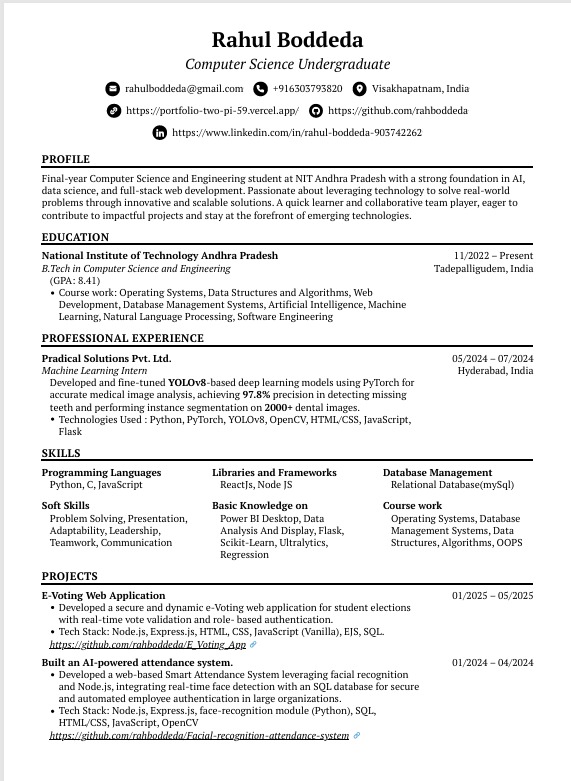 Rahul Boddeda
Computer Science Undergraduate
rahulboddeda@gmail.com +916303793820 Visakhapatnam, India
https://portfolio-two-pi-59.vercel.app/ https://github.com/rahboddeda
https://www.linkedin.com/in/rahul-boddeda-903742262
PROFILE
Final-year Computer Science and Engineering student at NIT Andhra Pradesh with a strong foundation in AI,
data science, and full-stack web development. Passionate about leveraging technology to solve real-world
problems through innovative and scalable solutions. A quick learner and collaborative team player, eager to
contribute to impactful projects and stay at the forefront of emerging technologies.
EDUCATION
National Institute of Technology Andhra Pradesh 11/2022 – Present
B.Tech in Computer Science and Engineering Tadepalligudem, India
(GPA: 8.41)
• Course work: Operating Systems, Data Structures and Algorithms, Web
Development, Database Management Systems, Artificial Intelligence, Machine
Learning, Natural Language Processing, Software Engineering
PROFESSIONAL EXPERIENCE
Pradical Solutions Pvt. Ltd. 05/2024 – 07/2024
Machine Learning Intern Hyderabad, India
Developed and fine-tuned YOLOv8-based deep learning models using PyTorch for
accurate medical image analysis, achieving 97.8% precision in detecting missing
teeth and performing instance segmentation on 2000+ dental images.
• Technologies Used : Python, PyTorch, YOLOv8, OpenCV, HTML/CSS, JavaScript,
Flask
SKILLS
Programming Languages
Python, C, JavaScript
Libraries and Frameworks
ReactJs, Node JS
Database Management
Relational Database(mySql)
Soft Skills
Problem Solving, Presentation,
Adaptability, Leadership,
Teamwork, Communication
Basic Knowledge on
Power BI Desktop, Data
Analysis And Display, Flask,
Scikit-Learn, Ultralytics,
Regression
Course work
Operating Systems, Database
Management Systems, Data
Structures, Algorithms, OOPS
PROJECTS
E-Voting Web Application 01/2025 – 05/2025
• Developed a secure and dynamic e-Voting web application for student elections
with real-time vote validation and role- based authentication.
• Tech Stack: Node.js, Express.js, HTML, CSS, JavaScript (Vanilla), EJS, SQL.
https://github.com/rahboddeda/E_Voting_App
Built an AI-powered attendance system. 01/2024 – 04/2024
• Developed a web-based Smart Attendance System leveraging facial recognition
and Node.js, integrating real-time face detection with an SQL database for secure
and automated employee authentication in large organizations.
• Tech Stack: Node.js, Express.js, face-recognition module (Python), SQL,
HTML/CSS, JavaScript, OpenCV
https://github.com/rahboddeda/Facial-recognition-attendance-system